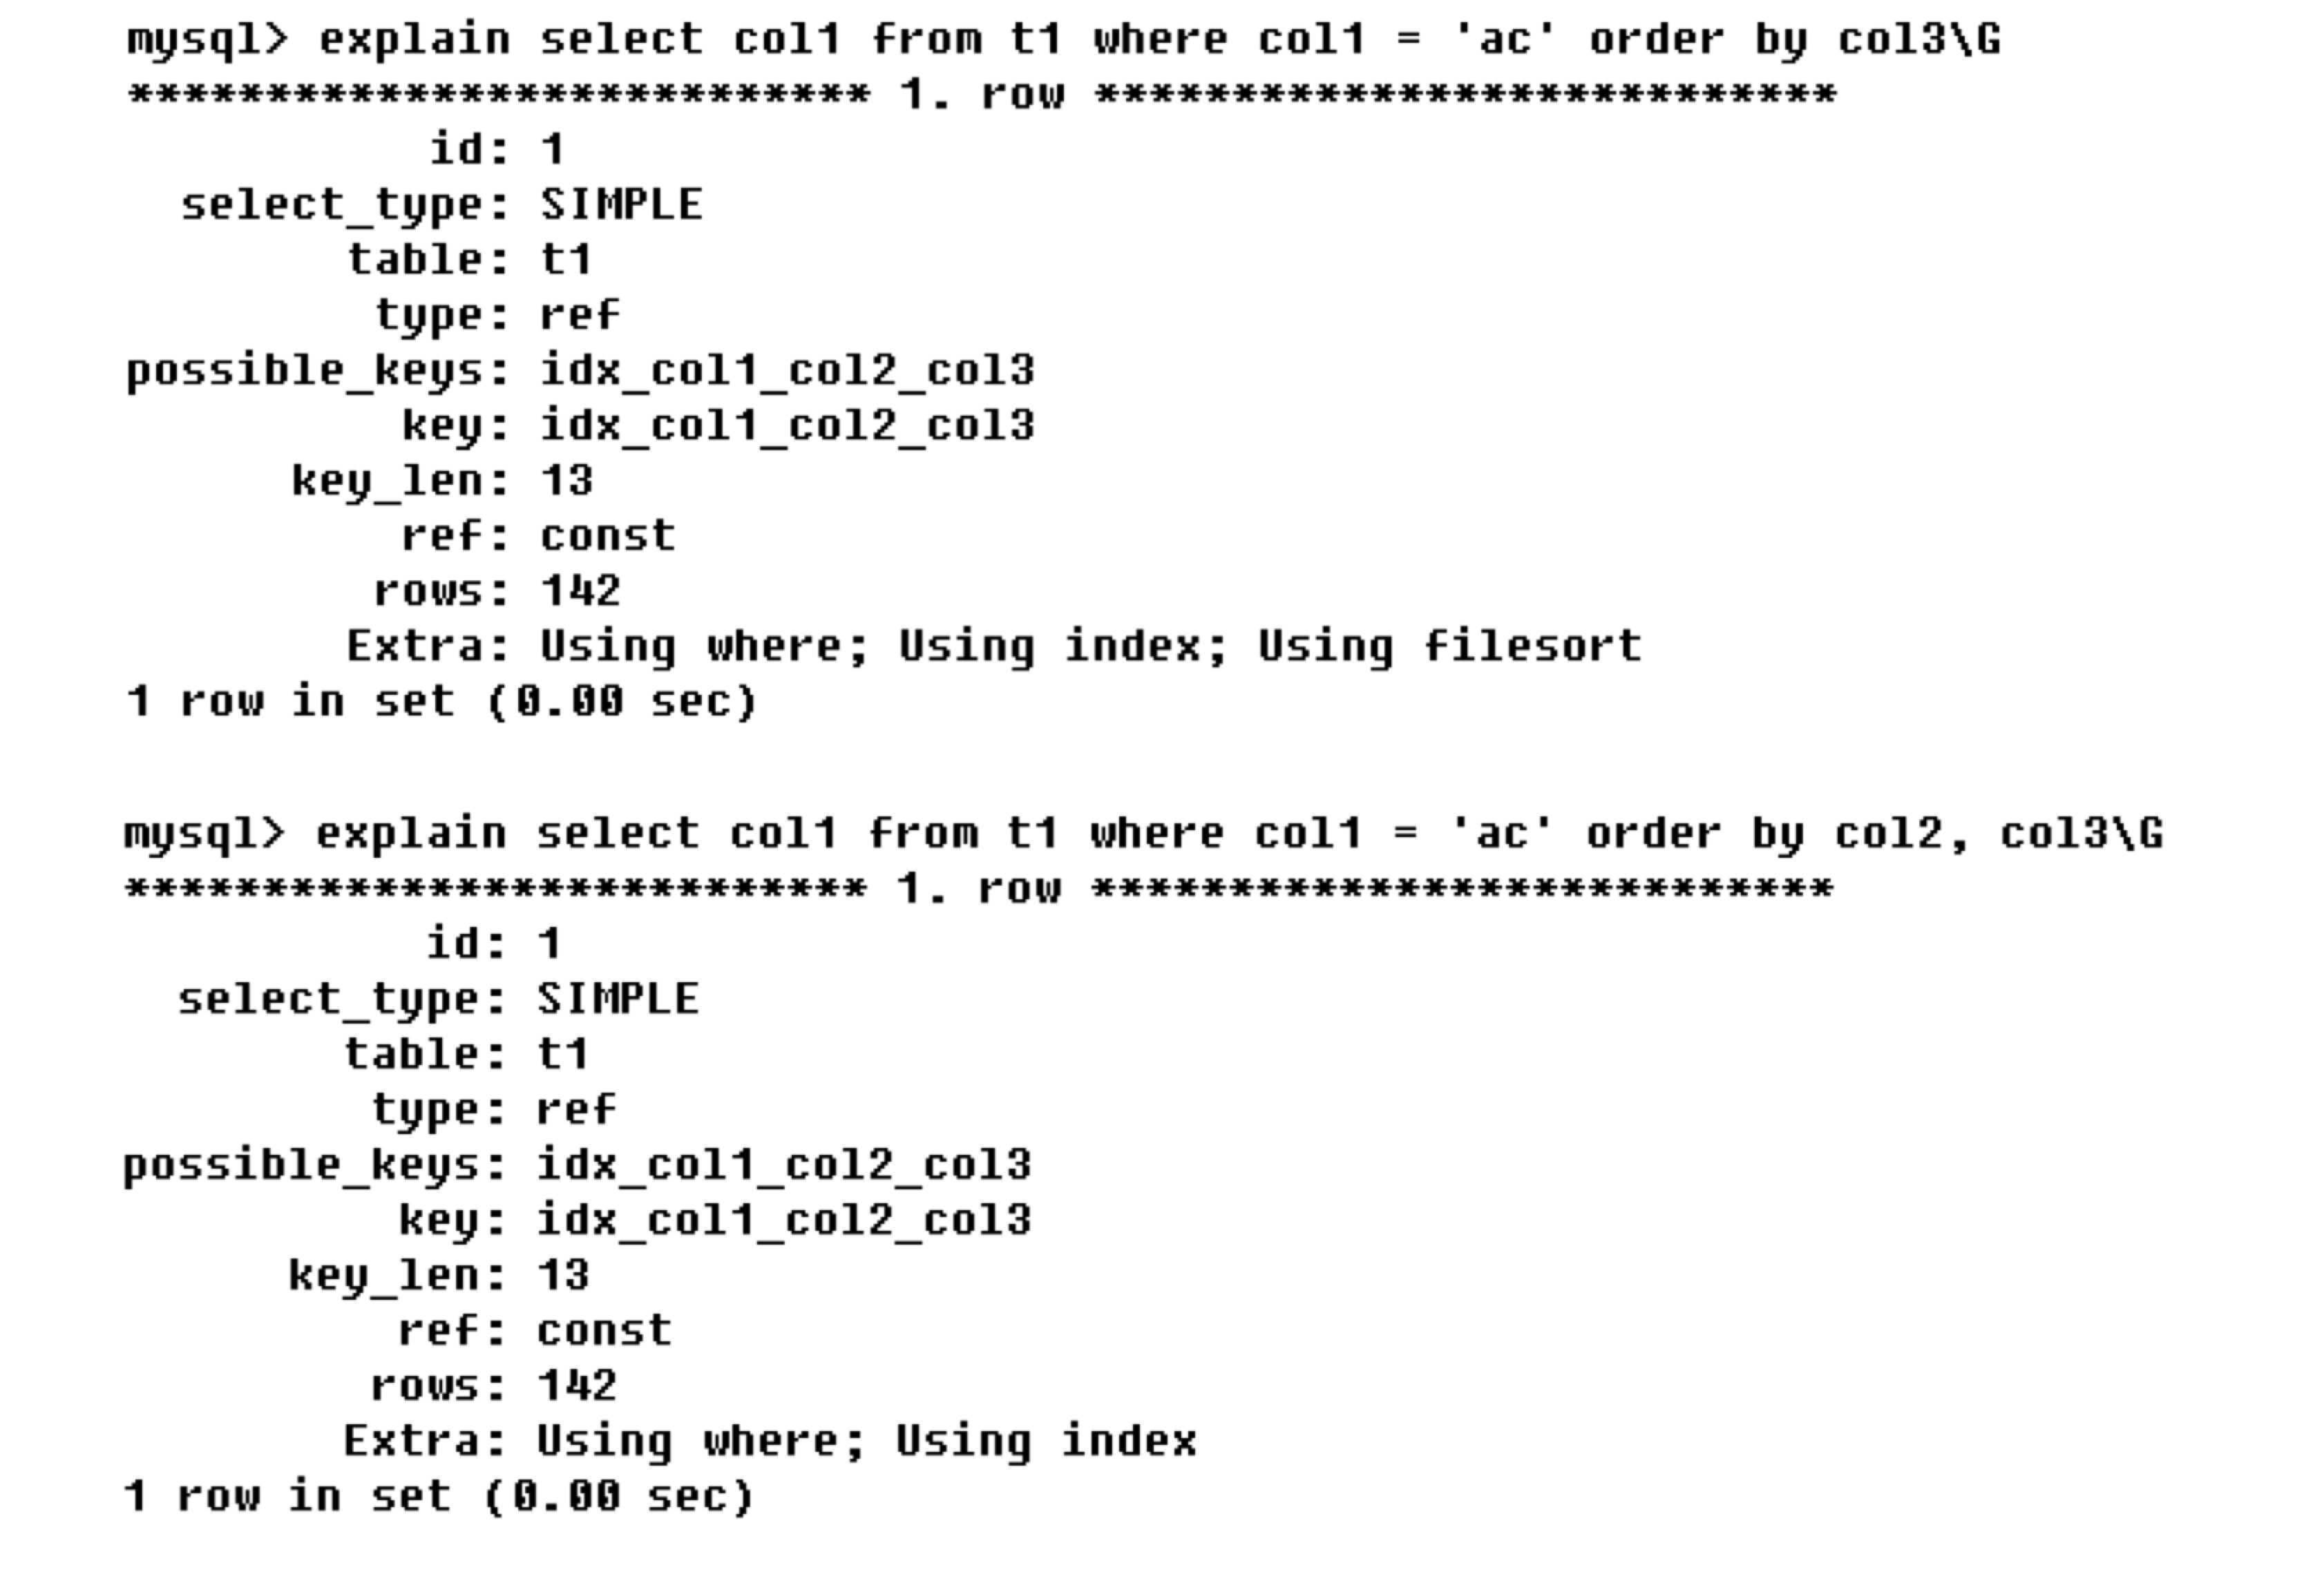 mysql> explain select col1 from t1 where col1 = 'ac' order by col3\G
*************************** 1. row ***************************
id: 1
select_type: SIMPLE
table: t1
type: ref
possible_keys: idx_col1_col2_col3
key: idx_col1_col2_col3
key_len: 13
ref: const
rows: 142
Extra: Using where; Using index; Using filesort
1 row in set (0.00 sec)
mysql> explain select col1 from t1 where col1 = 'ac' order by col2, col3\G
*************************** 1. row ***************************
id: 1
select_type: SIMPLE
table: t1
type: ref
possible_keys: idx_col1_col2_col3
key: idx_col1_col2_col3
key_len: 13
ref: const
rows: 142
Extra: Using where; Using index
1 row in set (0.00 sec)